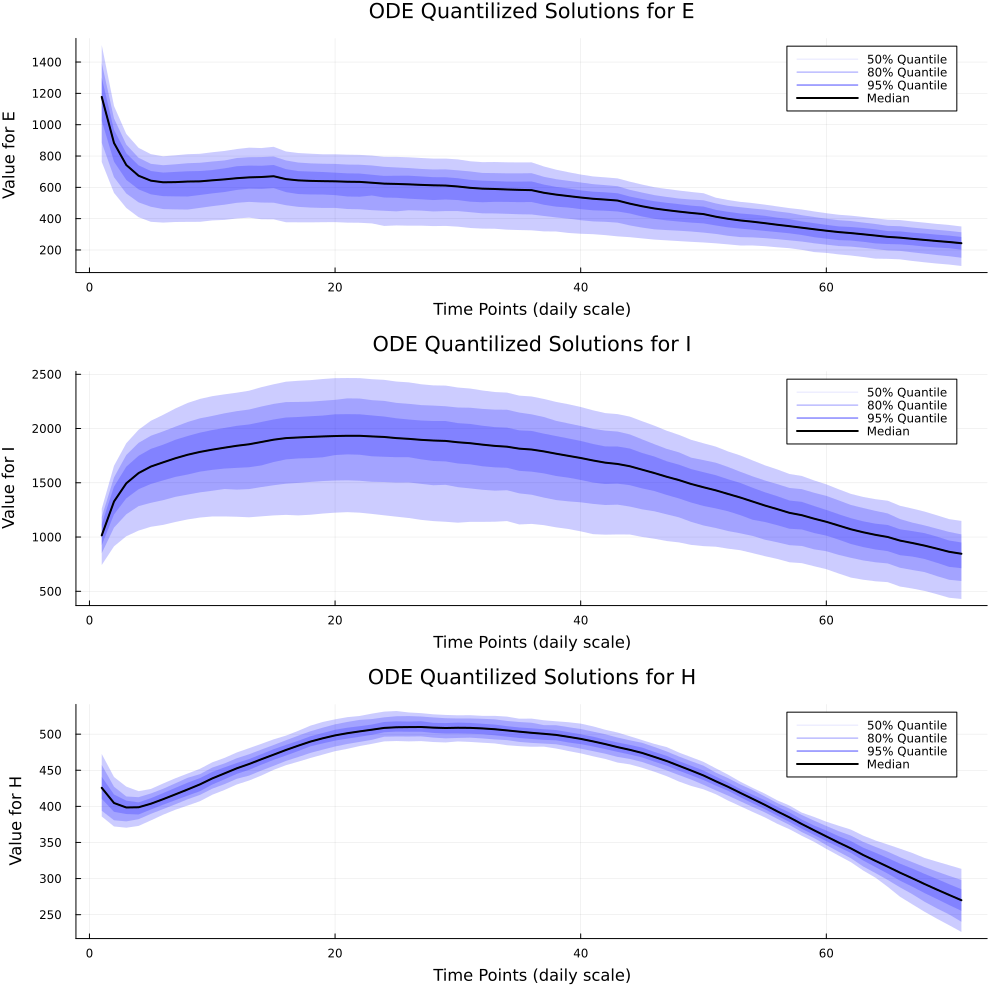 ODE Quantilized Solutions for E
Value for E
1400
1200
1000
800
600
400
200
50% Quantile
80% Quantile
95% Quantile
Median
0 20 40 60
Time Points (daily scale)
ODE Quantilized Solutions for I
Value for I
2500
2000
1500
1000
500
50% Quantile
80% Quantile
95% Quantile
Median
0 20 40 60
Time Points (daily scale)
ODE Quantilized Solutions for H
Value for H
500
450
400
350
300
250
50% Quantile
80% Quantile
95% Quantile
Median
0 20 40 60
Time Points (daily scale)